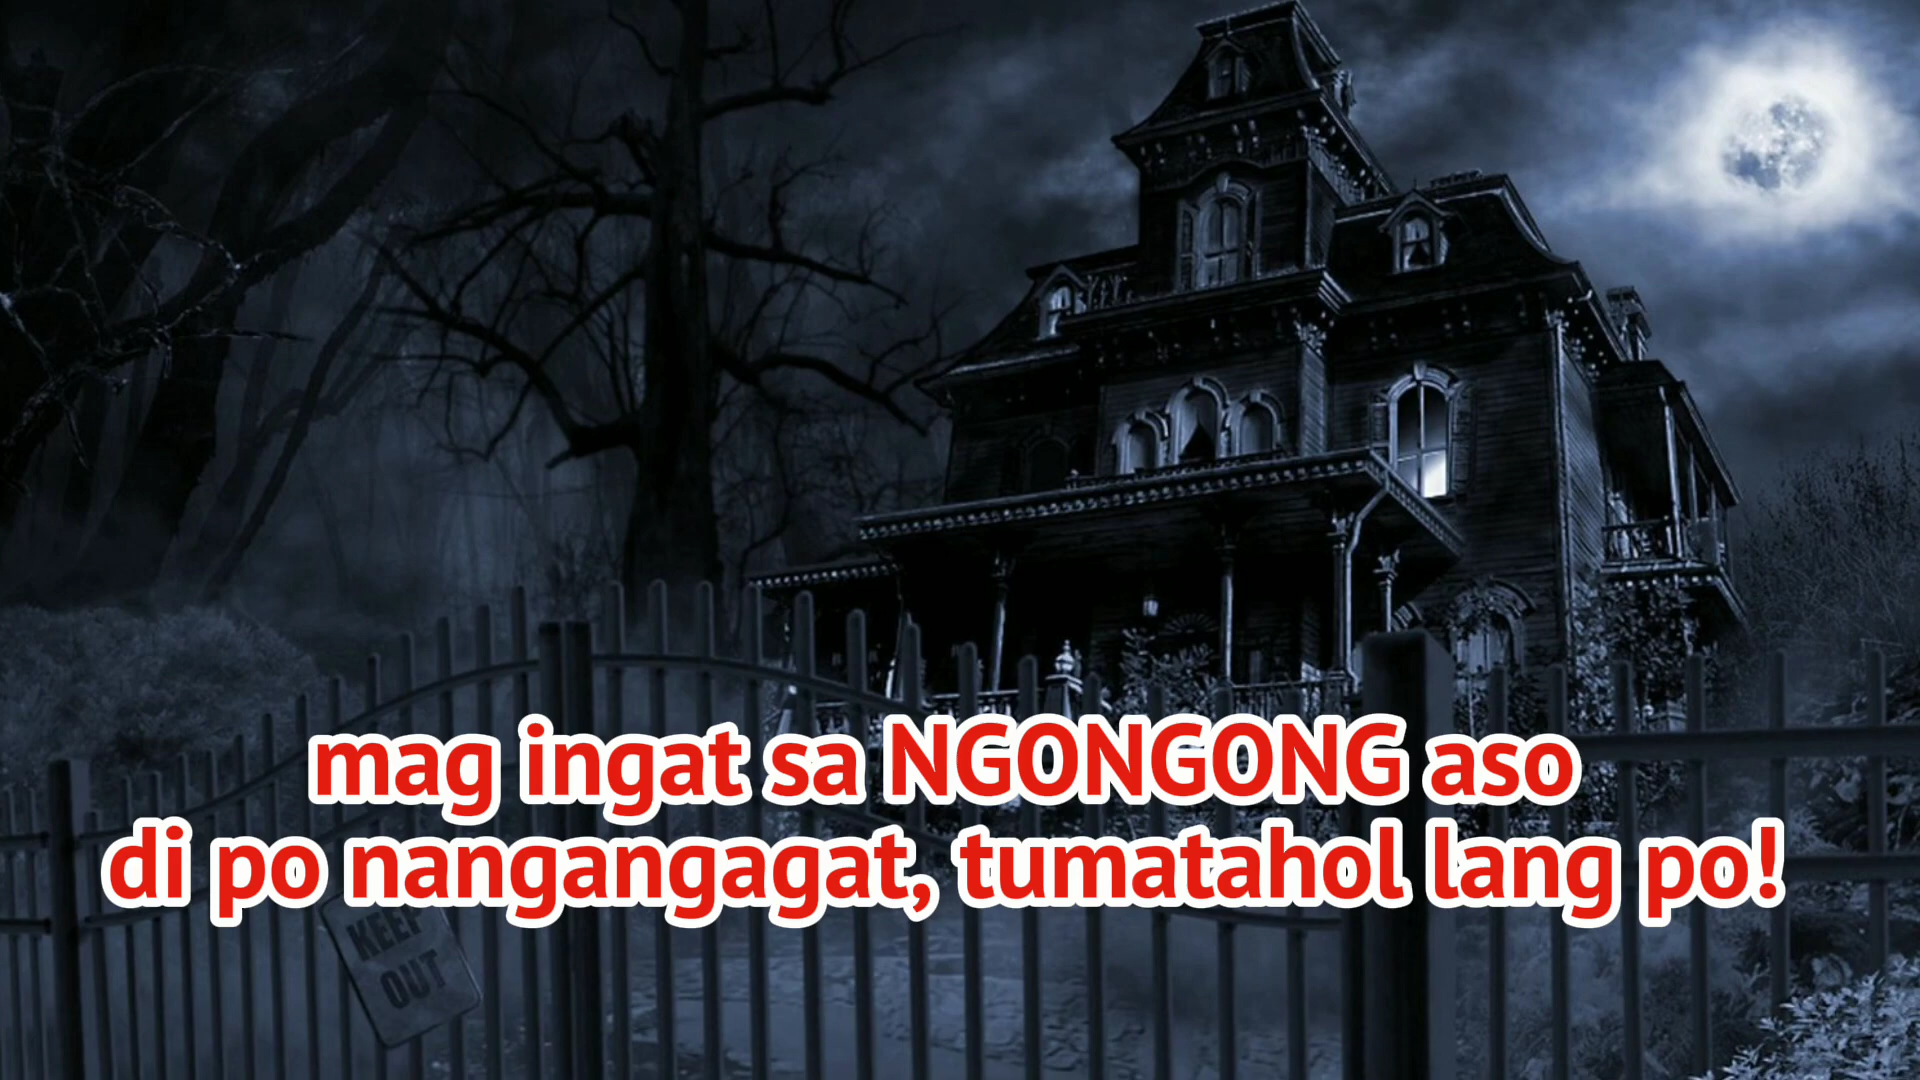 mag ingat sa NGONGONG aso
di po nangangagat, tumatahol lang po!
KEEP
OUT